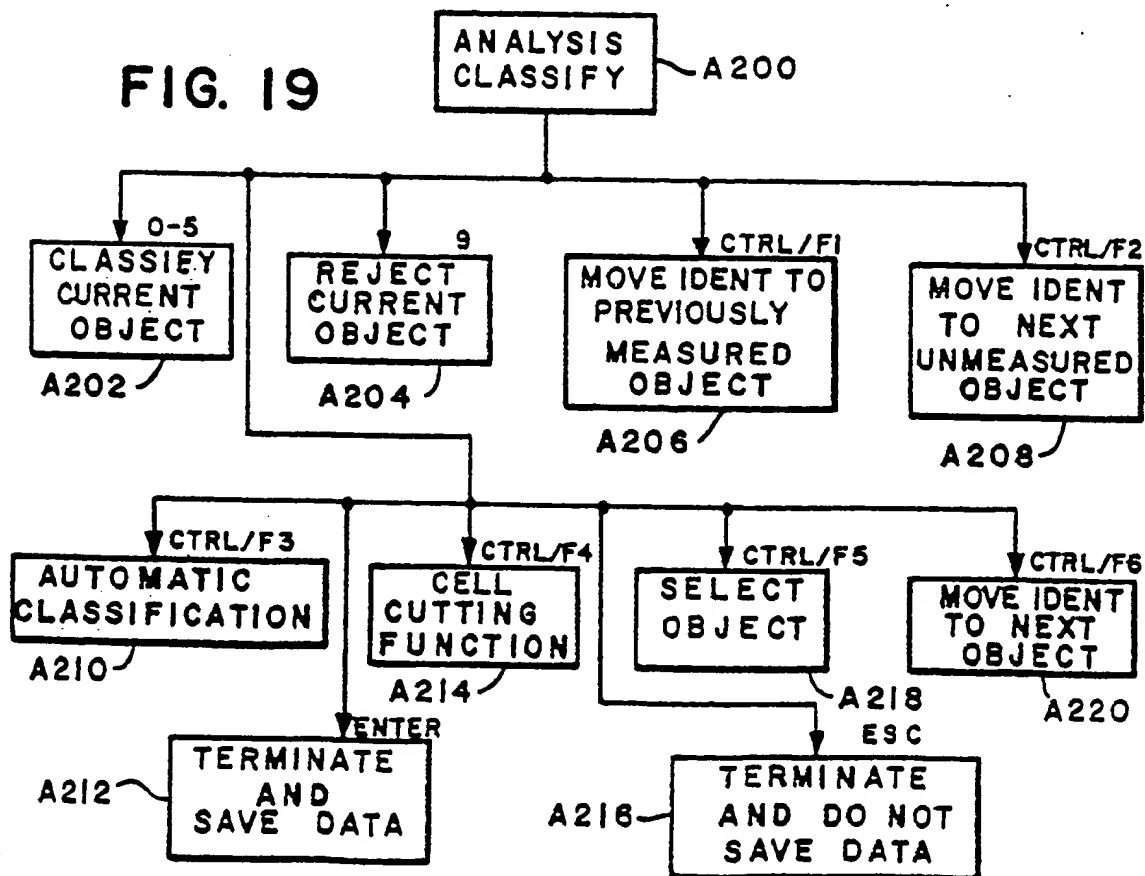 FIG. 19
ANALYSIS
CLASSIFY
A200
0-5
CLASSIFY
CURRENT
OBJECT
A202
9
REJECT
CURRENT
OBJECT
A204
CTRL/F1
MOVE IDENT TO
PREVIOUSLY
MEASURED
OBJECT
A206
CTRL/F2
MOVE IDENT
TO NEXT
UNMEASURED
OBJECT
A208
CTRL/F3
AUTOMATIC
CLASSIFICATION
A210
ENTER
TERMINATE
AND
SAVE DATA
A212
CTRL/F4
CELL
CUTTING
FUNCTION
A214
CTRL/F5
SELECT
OBJECT
A218
ESC
TERMINATE
AND DO NOT
SAVE DATA
A216
CTRL/F6
MOVE IDENT
TO NEXT
OBJECT
A220